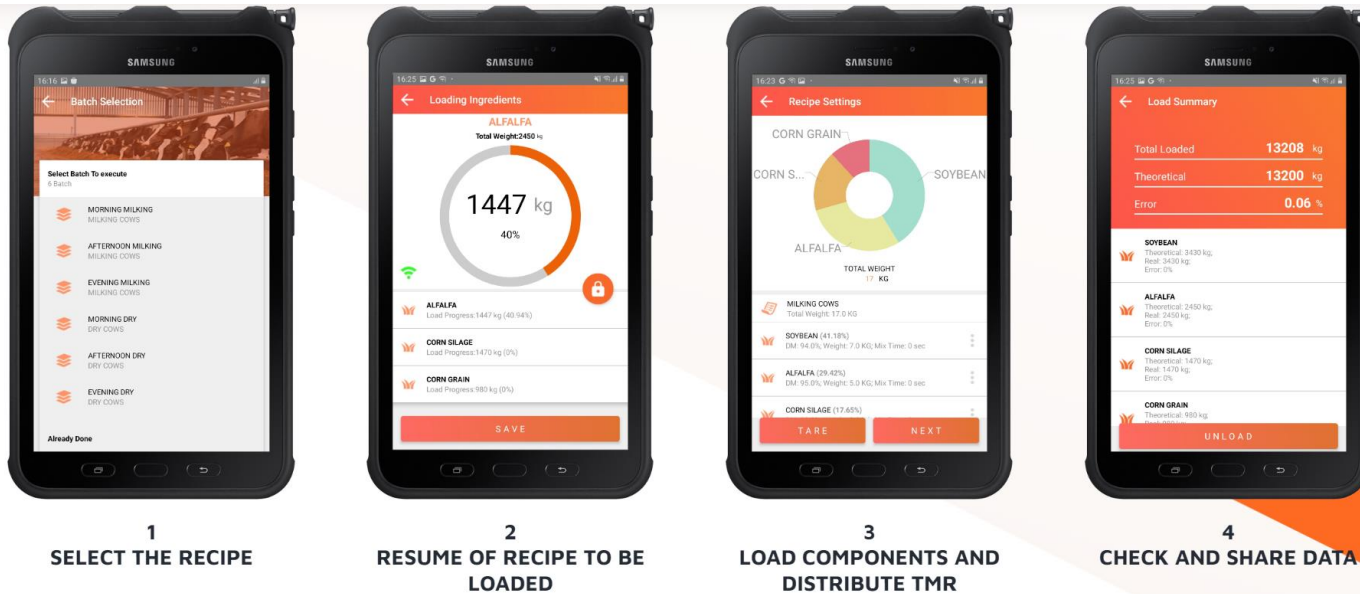 SAMSUNG
16:16
Batch Selection
Select Batch To execute
6 Batch
MORNING MILKING
MILKING COWS
AFTERNOON MILKING
MILKING COWS
EVENING MILKING
MILKING COWS
MORNING DRY
DRY COWS
AFTERNOON DRY
DRY COWS
EVENING DRY
DRY COWS
Already Done
1
SELECT THE RECIPE
SAMSUNG
16:25
Loading Ingredients
ALFALFA
Total Weight:2450 kg
1447 kg
40%
ALFALFA
Load Progress:1447 kg (40.94%)
CORN SILAGE
Load Progress:1470 kg (0%)
CORN GRAIN
Load Progress:980 kg (0%)
SAVE
2
RESUME OF RECIPE TO BE
LOADED
SAMSUNG
16:23
Recipe Settings
CORN GRAIN
CORN S...
SOYBEAN
ALFALFA
TOTAL WEIGHT
17 KG
MILKING COWS
Total Weight: 17.0 KG
SOYBEAN (41.18%)
DM: 94.0%; Weight: 7.0 KG; Mix Time: 0 sec
ALFALFA (29.42%)
DM: 95.0%; Weight: 5.0 KG; Mix Time: 0 sec
CORN SILAGE (17.65%)
TARE
NEXT
3
LOAD COMPONENTS AND
DISTRIBUTE TMR
SAMSUNG
16:25
Load Summary
Total Loaded 13208 kg
Theoretical 13200 kg
Error 0.06 %
SOYBEAN
Theoretical: 3430 kg;
Real: 3430 kg;
Error: 0%
ALFALFA
Theoretical: 2450 kg;
Real: 2450 kg;
Error: 0%
CORN SILAGE
Theoretical: 1470 kg;
Real: 1470 kg;
Error: 0%
CORN GRAIN
Theoretical: 980 kg;
UNLOAD
4
CHECK AND SHARE DATA